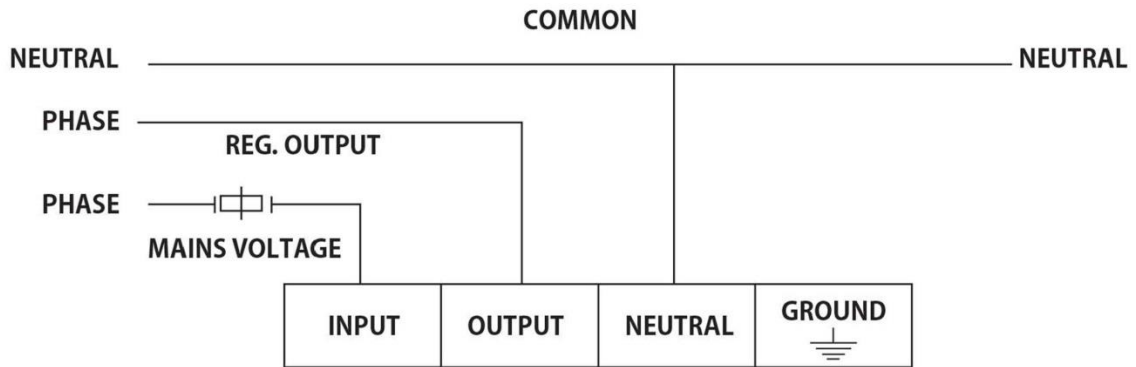 COMMON
NEUTRAL
NEUTRAL
PHASE
REG. OUTPUT
PHASE
MAINS VOLTAGE
INPUT
OUTPUT
NEUTRAL
GROUND